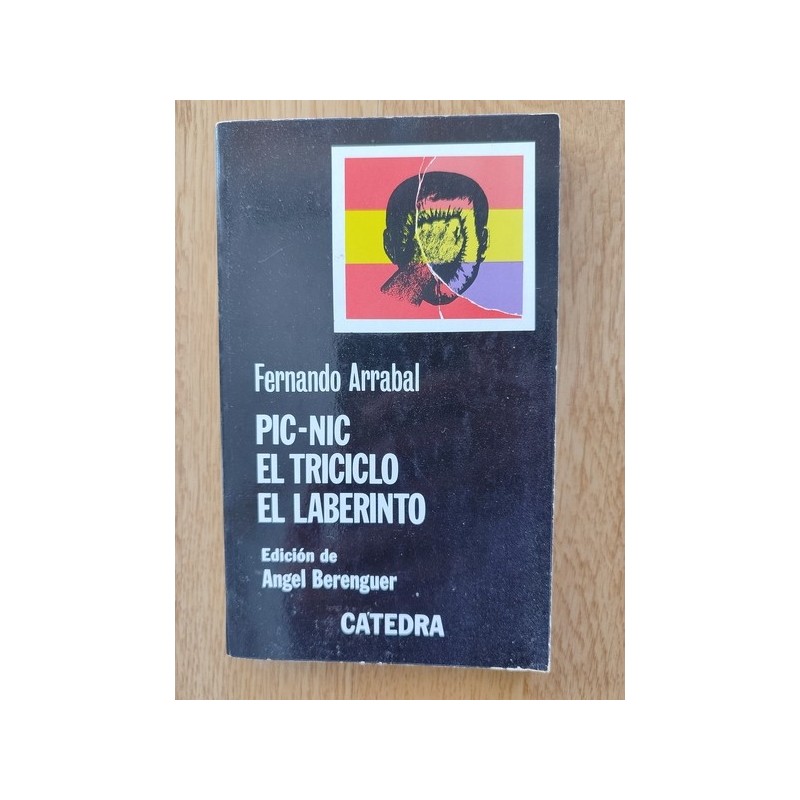 Fernando Arrabal
PIC-NIC
EL TRICICLO
EL LABERINTO
Edición de
Angel Berenguer
CATEDRA